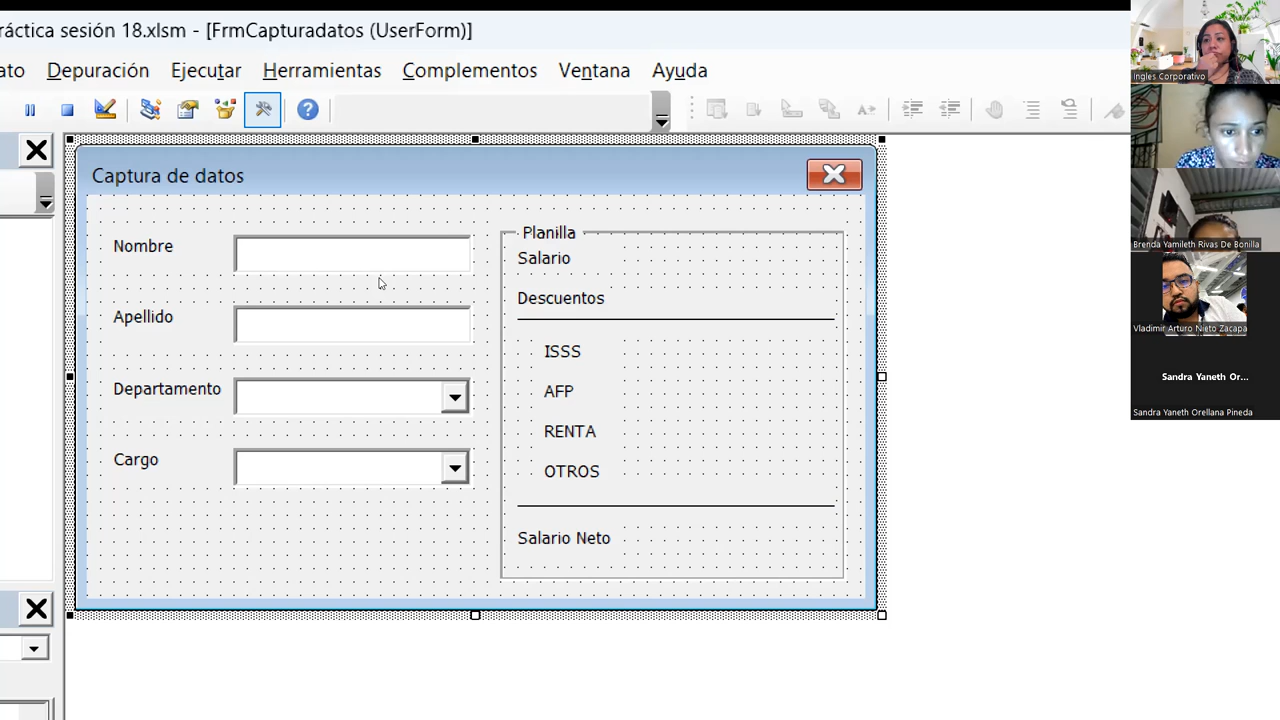 ráctica sesión 18.xlsm - [FrmCapturadatos (UserForm)]
ato Depuración Ejecutar Herramientas Complementos Ventana Ayuda
Captura de datos
Nombre
Apellido
Departamento
Cargo
Planilla
Salario
Descuentos
ISSS
AFP
RENTA
OTROS
Salario Neto
Ingles Corporativo
Brenda Yamileth Rivas De Bonilla
Vladimir Arturo Nieto Zacapa
Sandra Yaneth Or...
Sandra Yaneth Orellana Pineda